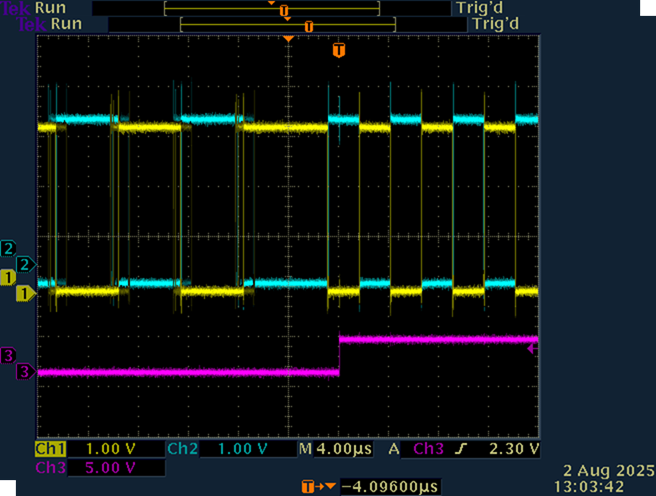 Tek Run Trig'd
Tek Run Trig'd
T
T
T
2
2
1
1
3
3
Ch1 1.00 V Ch2 1.00 V M 4.00µs A Ch3 2.30 V
Ch3 5.00 V
T -4.09600µs
2 Aug 2025
13:03:42